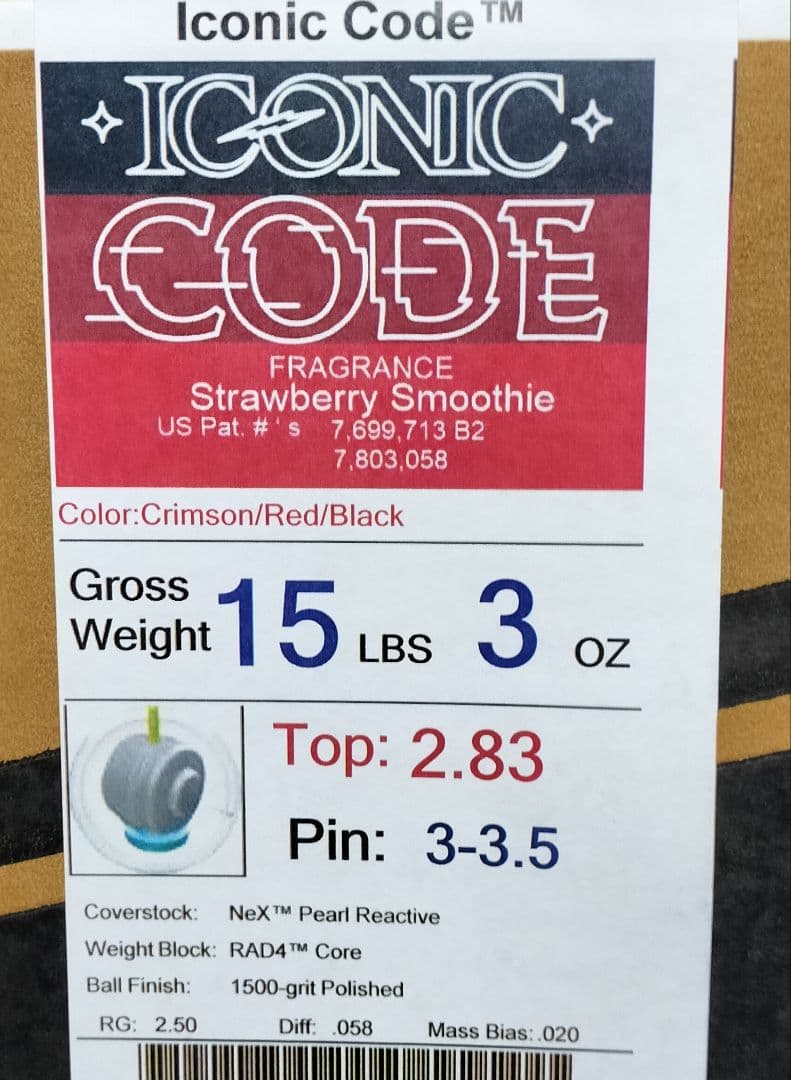 Iconic Code™
ICONIC
CODE
FRAGRANCE
Strawberry Smoothie
US Pat. #'s 7,699,713 B2
7,803,058
Color:Crimson/Red/Black
Gross Weight 15 LBS 3 OZ
Top: 2.83
Pin: 3-3.5
Coverstock: NeX™ Pearl Reactive
Weight Block: RAD4™ Core
Ball Finish: 1500-grit Polished
RG: 2.50 Diff: .058 Mass Bias:.020